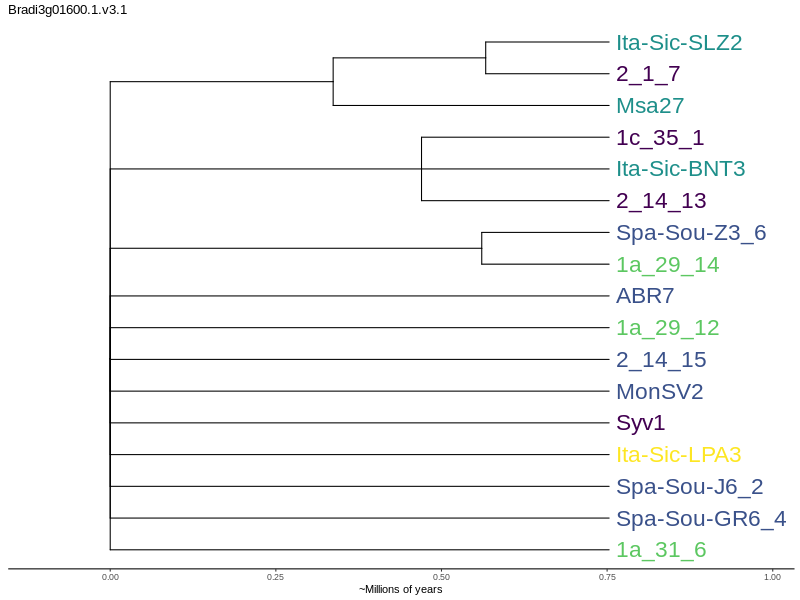 Bradi3g01600.1.v3.1
Ita-Sic-SLZ2
2_1_7
Msa27
1c_35_1
Ita-Sic-BNT3
2_14_13
Spa-Sou-Z3_6
1a_29_14
ABR7
1a_29_12
2_14_15
MonSV2
Syv1
Ita-Sic-LPA3
Spa-Sou-J6_2
Spa-Sou-GR6_4
1a_31_6
0.00 0.25 0.50 0.75 1.00
~Millions of years